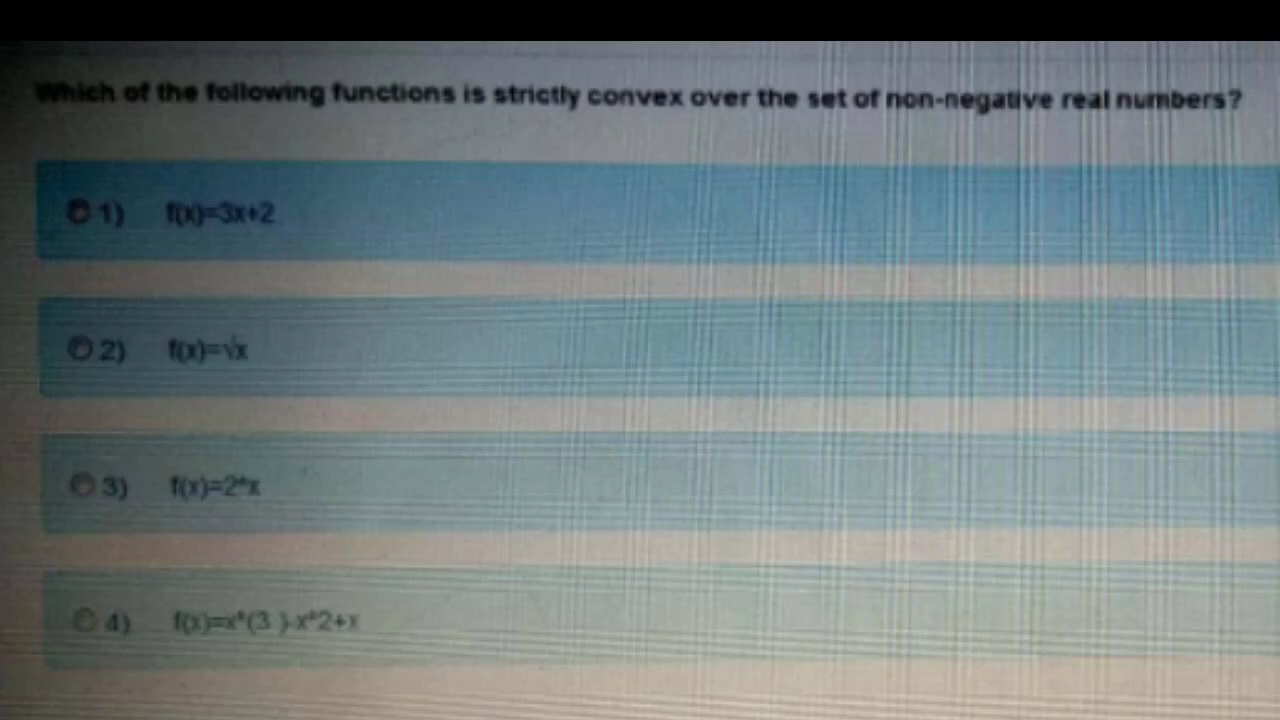 Which of the following functions is strictly convex over the set of non-negative real numbers?
1) f(x)=3x+2
2) f(x)=√x
3) f(x)=2^x
4) f(x)=x^(3 )-x^2+x